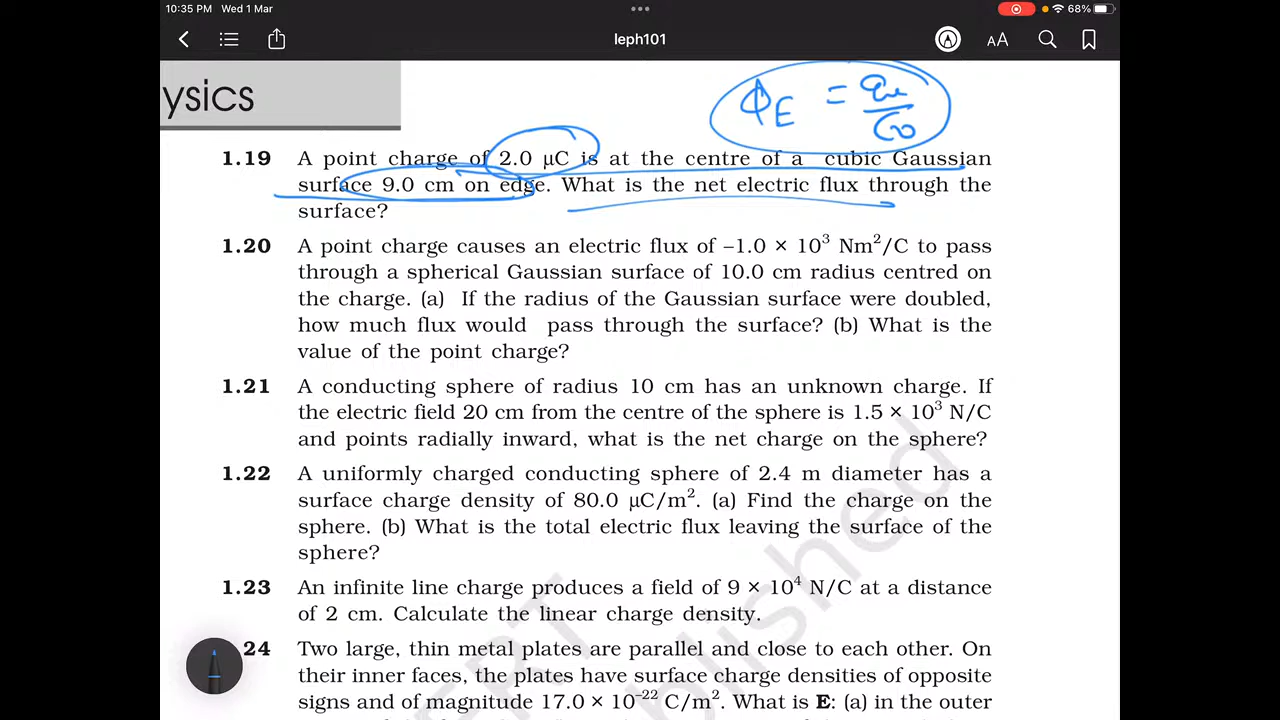 10:35 PM Wed 1 Mar
68%
leph101
AA
ysics
ΦE = qen/ϵo
1.19 A point charge of 2.0 μC is at the centre of a cubic Gaussian
surface 9.0 cm on edge. What is the net electric flux through the
surface?
1.20 A point charge causes an electric flux of –1.0 × 10³ Nm²/C to pass
through a spherical Gaussian surface of 10.0 cm radius centred on
the charge. (a) If the radius of the Gaussian surface were doubled,
how much flux would pass through the surface? (b) What is the
value of the point charge?
1.21 A conducting sphere of radius 10 cm has an unknown charge. If
the electric field 20 cm from the centre of the sphere is 1.5 × 10³ N/C
and points radially inward, what is the net charge on the sphere?
1.22 A uniformly charged conducting sphere of 2.4 m diameter has a
surface charge density of 80.0 μC/m². (a) Find the charge on the
sphere. (b) What is the total electric flux leaving the surface of the
sphere?
1.23 An infinite line charge produces a field of 9 × 10⁴ N/C at a distance
of 2 cm. Calculate the linear charge density.
24 Two large, thin metal plates are parallel and close to each other. On
their inner faces, the plates have surface charge densities of opposite
signs and of magnitude 17.0 × 10⁻²² C/m². What is E: (a) in the outer